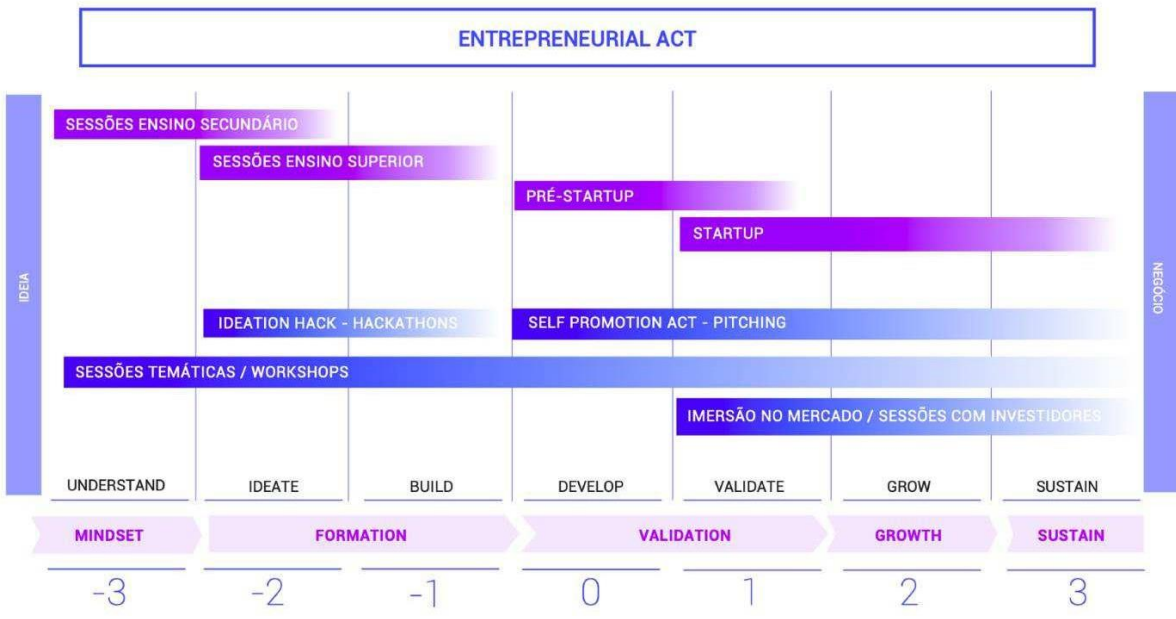 ENTREPRENEURIAL ACT
IDEIA
SESSÕES ENSINO SECUNDÁRIO
SESSÕES ENSINO SUPERIOR
PRÉ-STARTUP
STARTUP
IDEATION HACK - HACKATHONS
SELF PROMOTION ACT - PITCHING
SESSÕES TEMÁTICAS / WORKSHOPS
IMERSÃO NO MERCADO / SESSÕES COM INVESTIDORES
NEGÓCIO
UNDERSTAND IDEATE BUILD DEVELOP VALIDATE GROW SUSTAIN
MINDSET FORMATION VALIDATION GROWTH SUSTAIN
-3 -2 -1 0 1 2 3